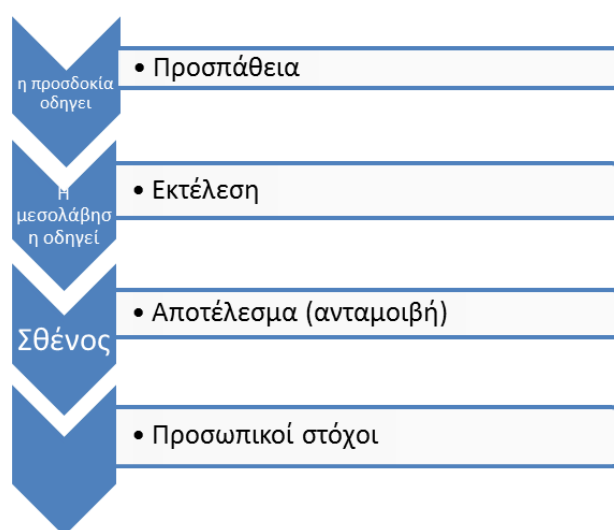 η προσδοκία
οδηγει
• Προσπάθεια
Η
μεσολάβησ
η οδηγεί
• Εκτέλεση
Σθένος
• Αποτέλεσμα (ανταμοιβή)
• Προσωπικοί στόχοι